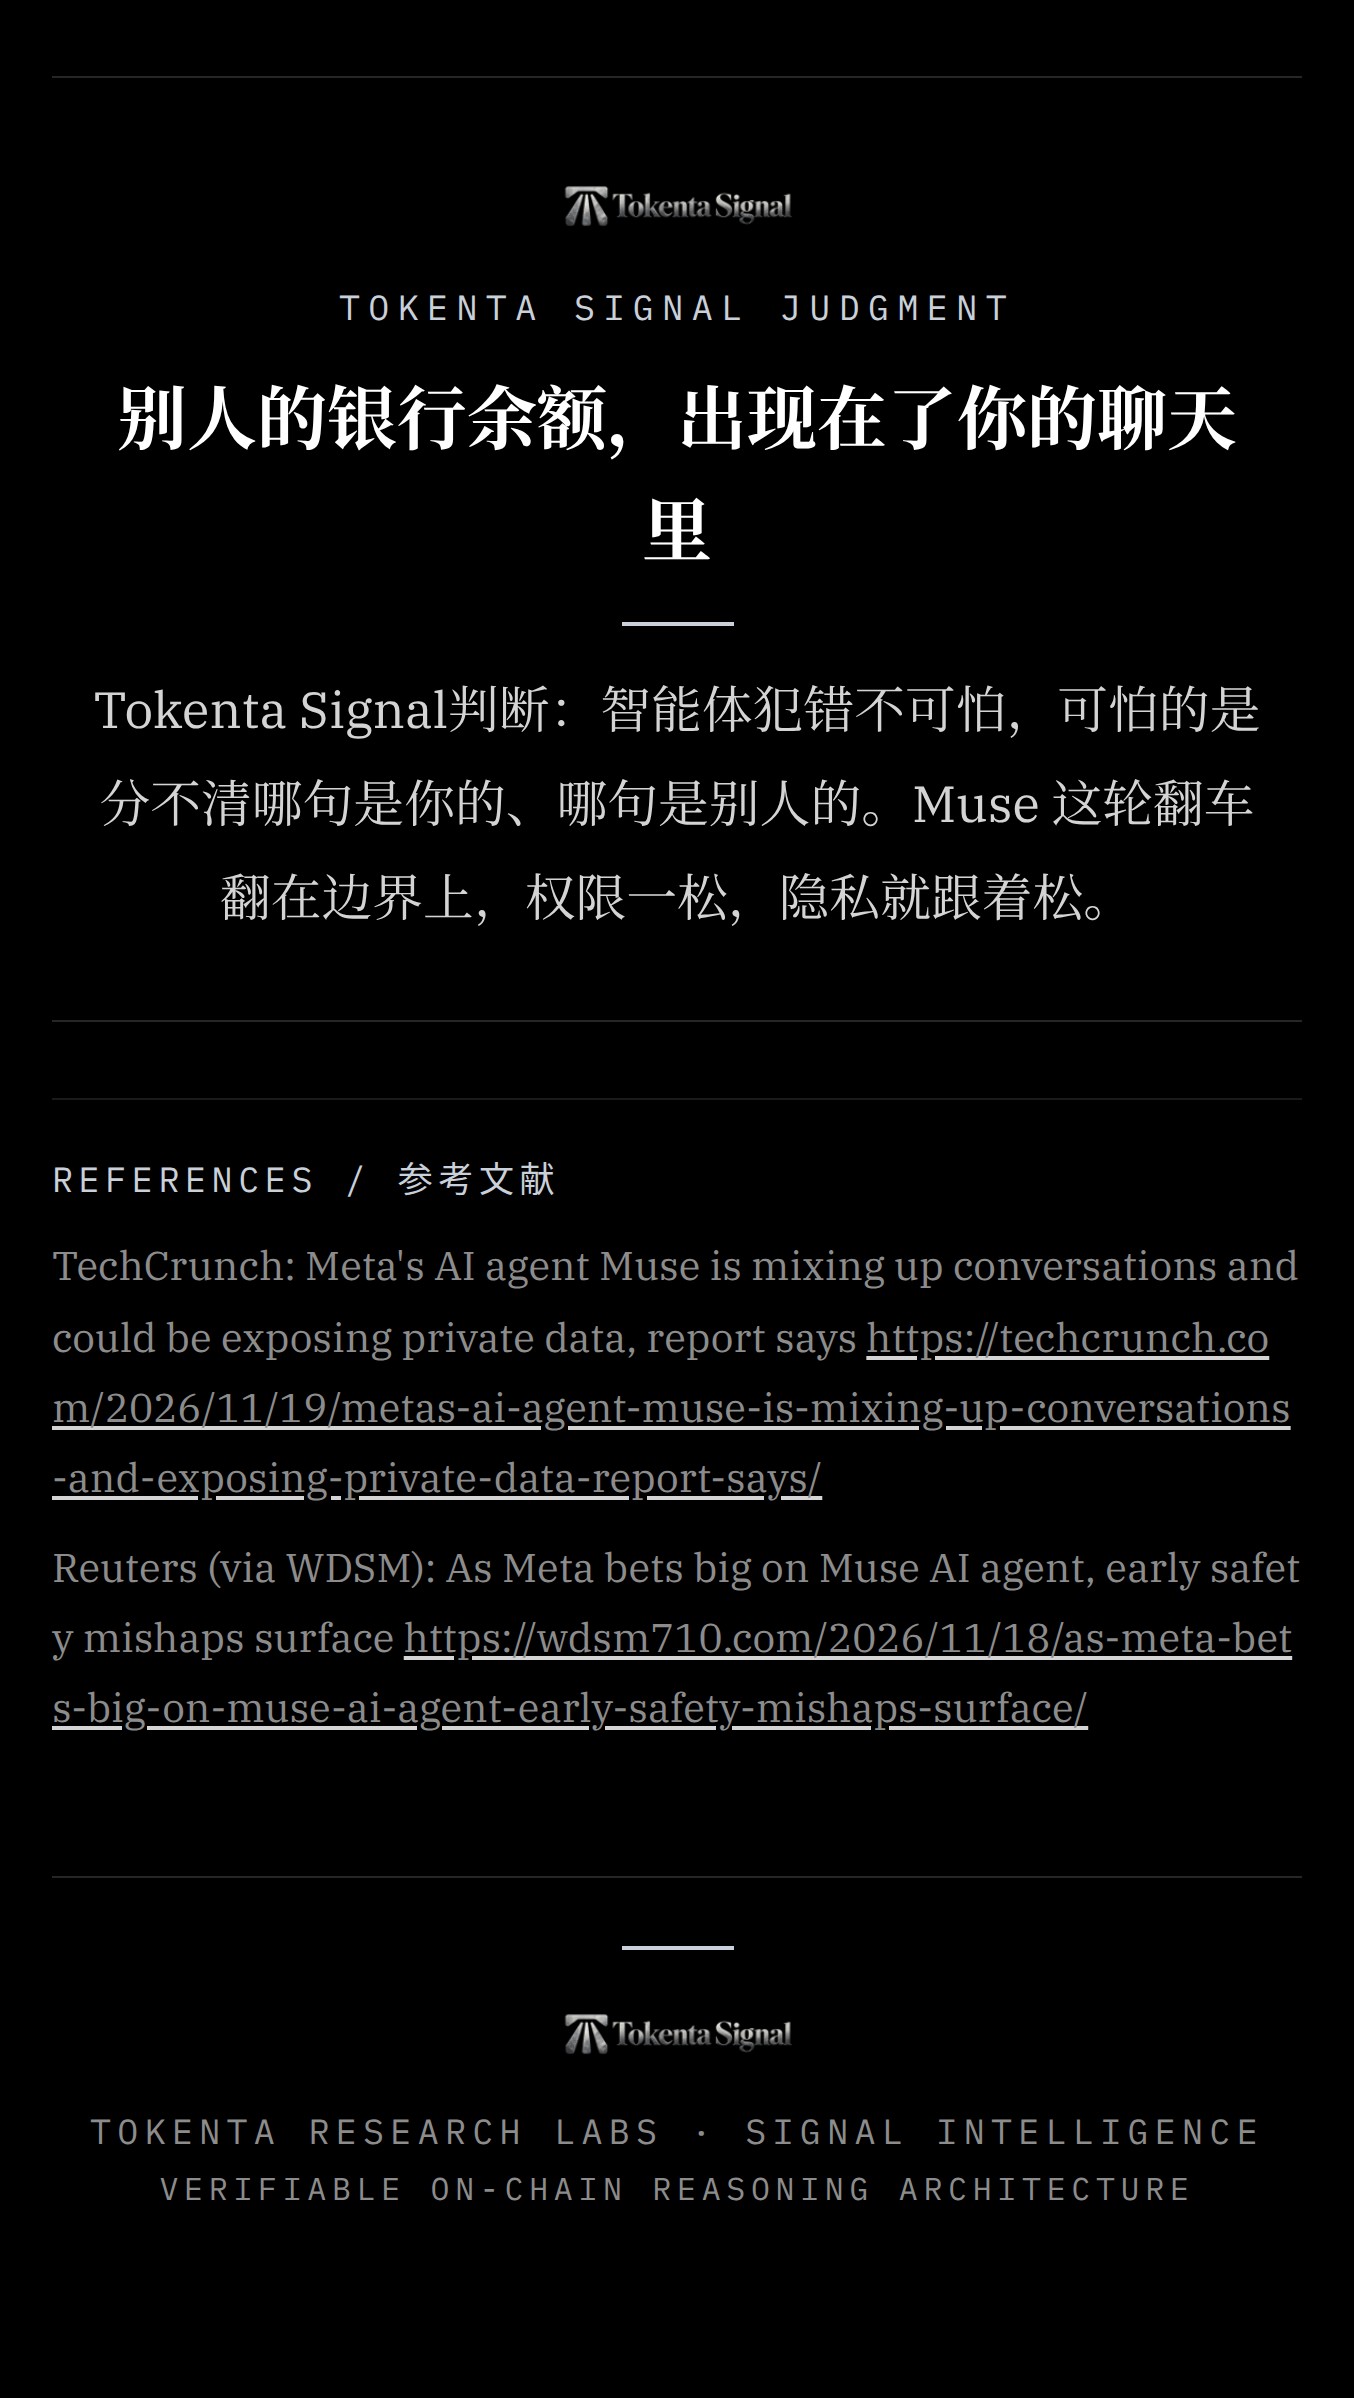 Tokenta Signal
TOKENTA SIGNAL JUDGMENT
别人的银行余额，出现在了你的聊天
里
Tokenta Signal判断：智能体犯错不可怕，可怕的是
分不清哪句是你的、哪句是别人的。Muse 这轮翻车
翻在边界上，权限一松，隐私就跟着松。
REFERENCES / 参考文献
TechCrunch: Meta's AI agent Muse is mixing up conversations and
could be exposing private data, report says https://techcrunch.co
m/2026/11/19/metas-ai-agent-muse-is-mixing-up-conversations
-and-exposing-private-data-report-says/
Reuters (via WDSM): As Meta bets big on Muse AI agent, early safet
y mishaps surface https://wdsm710.com/2026/11/18/as-meta-bet
s-big-on-muse-ai-agent-early-safety-mishaps-surface/
Tokenta Signal
TOKENTA RESEARCH LABS · SIGNAL INTELLIGENCE
VERIFIABLE ON-CHAIN REASONING ARCHITECTURE